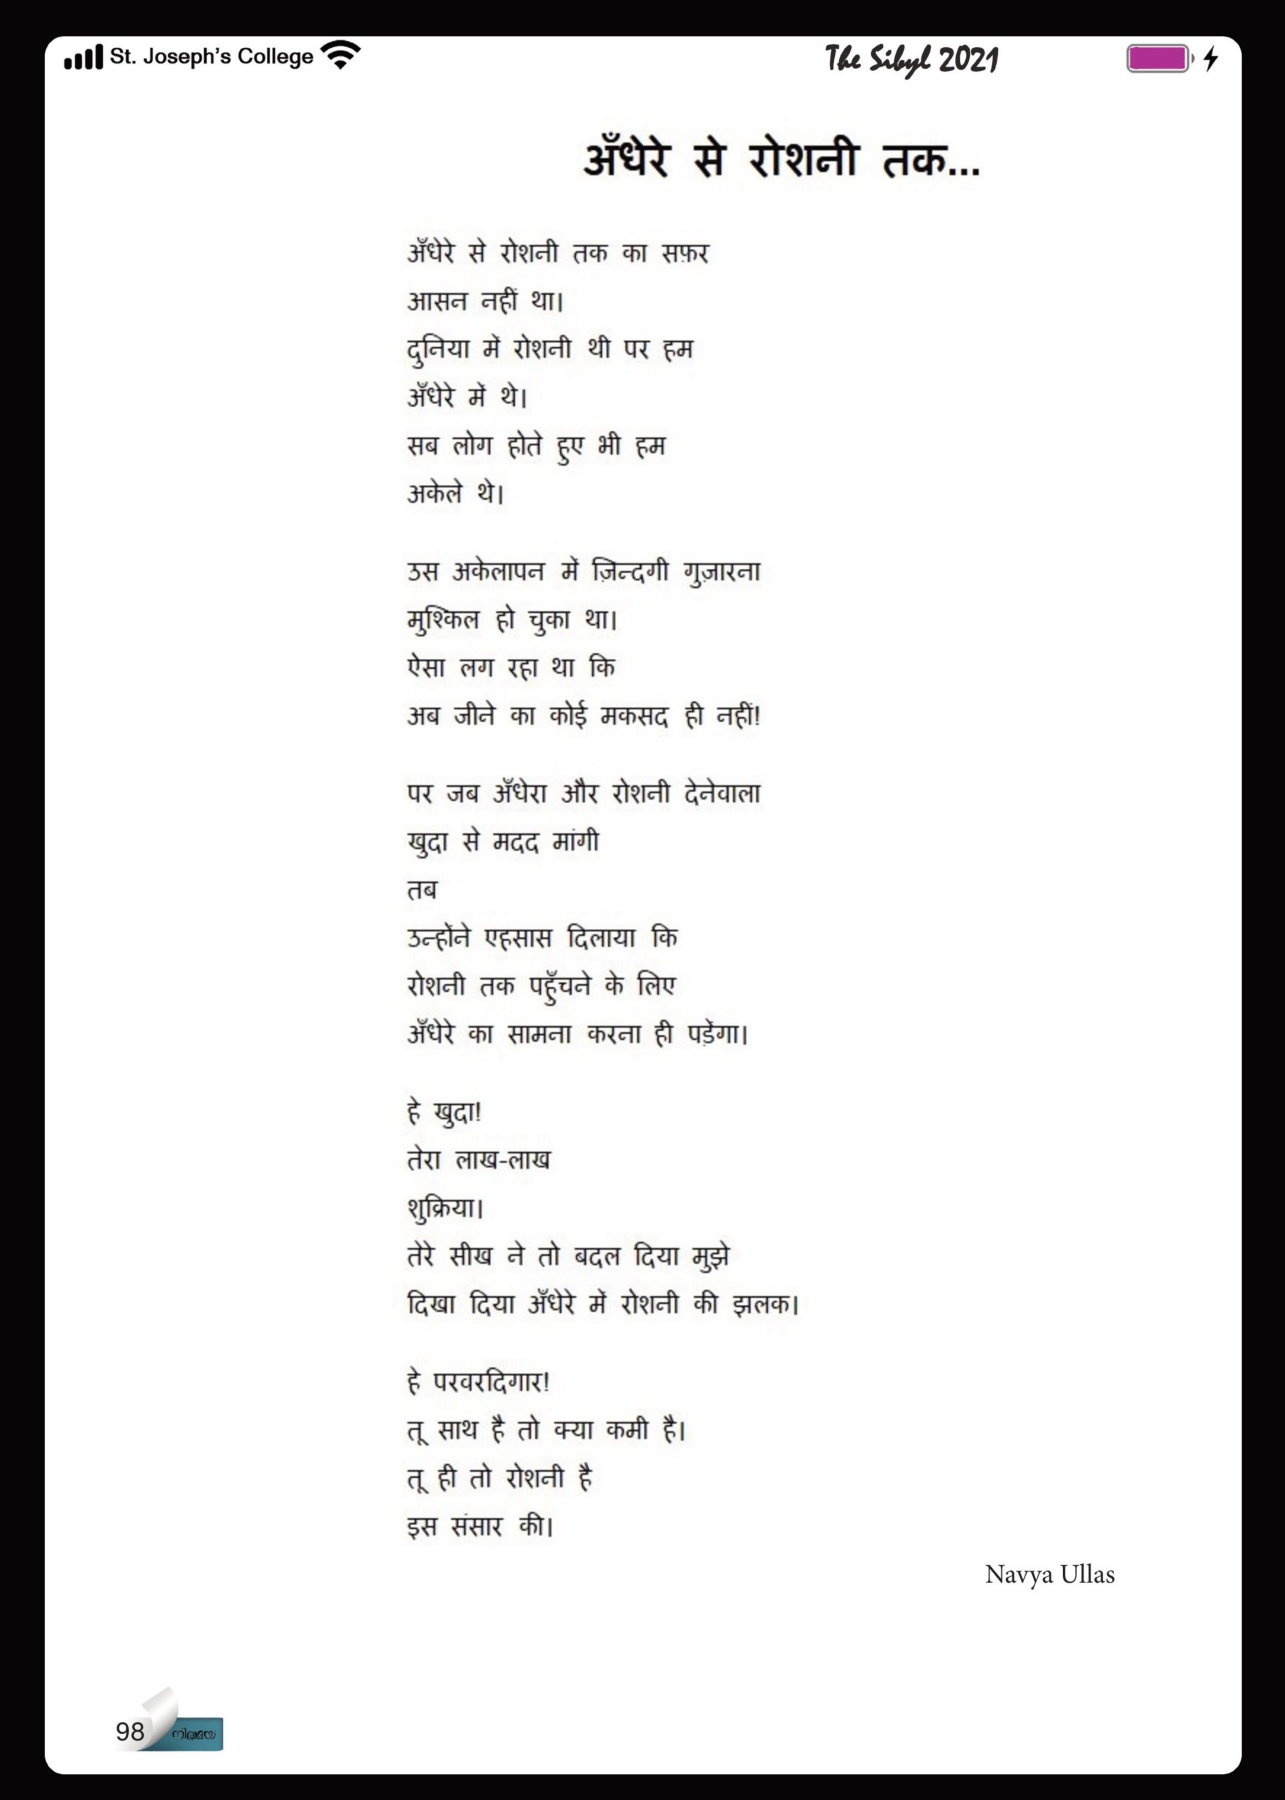 St. Joseph's College
The Sibyl 2021
अँधेरे से रोशनी तक...
अँधेरे से रोशनी तक का सफ़र
आसन नहीं था।
दुनिया में रोशनी थी पर हम
अँधेरे में थे।
सब लोग होते हुए भी हम
अकेले थे।
उस अकेलापन में ज़िन्दगी गुज़ारना
मुश्किल हो चुका था।
ऐसा लग रहा था कि
अब जीने का कोई मकसद ही नहीं!
पर जब अँधेरा और रोशनी देनेवाला
खुदा से मदद मांगी
तब
उन्होंने एहसास दिलाया कि
रोशनी तक पहुँचने के लिए
अँधेरे का सामना करना ही पड़ेंगा।
हे खुदा!
तेरा लाख-लाख
शुक्रिया।
तेरे सीख ने तो बदल दिया मुझे
दिखा दिया अँधेरे में रोशनी की झलक।
हे परवरदिगार!
तू साथ है तो क्या कमी है।
तू ही तो रोशनी है
इस संसार की।
Navya Ullas
98